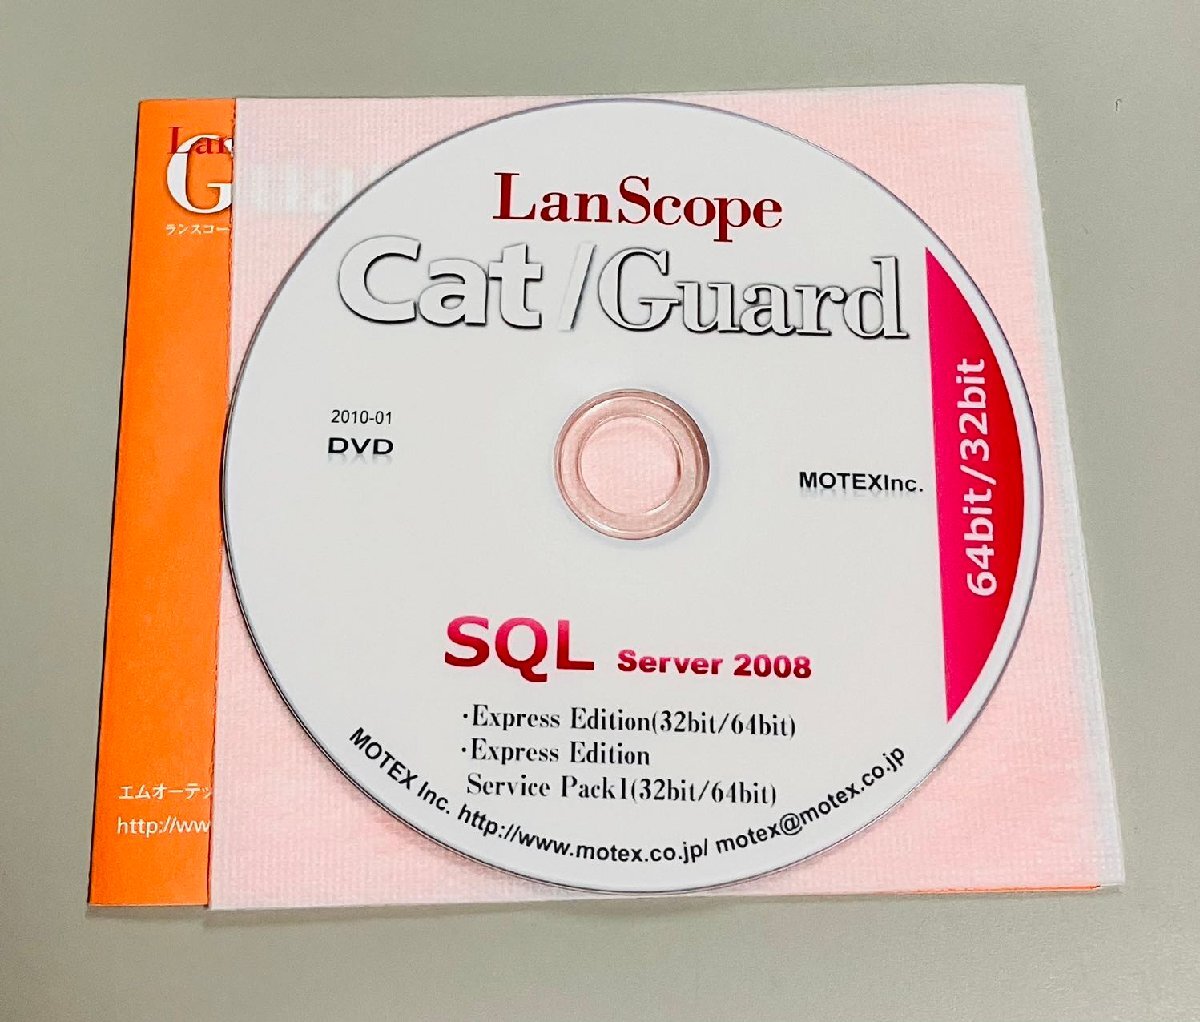 LanScope
Cat/Guard
2010-01
DVD
MOTEXInc.
64bit/32bit
SQL Server 2008
・Express Edition(32bit/64bit)
・Express Edition
Service Pack1(32bit/64bit)
MOTEX Inc. http://www.motex.co.jp/ motex@motex.co.jp
Lan
Gua
ランスコー
エムオーテッ
http://ww